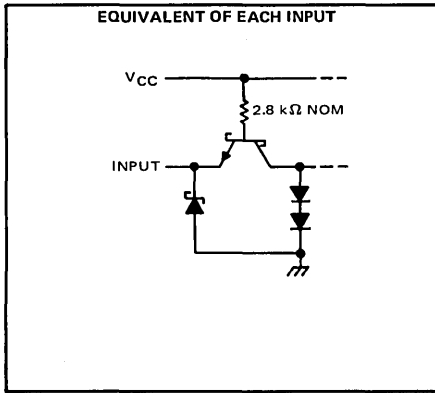 EQUIVALENT OF EACH INPUT
VCC
2.8 kΩ NOM
INPUT